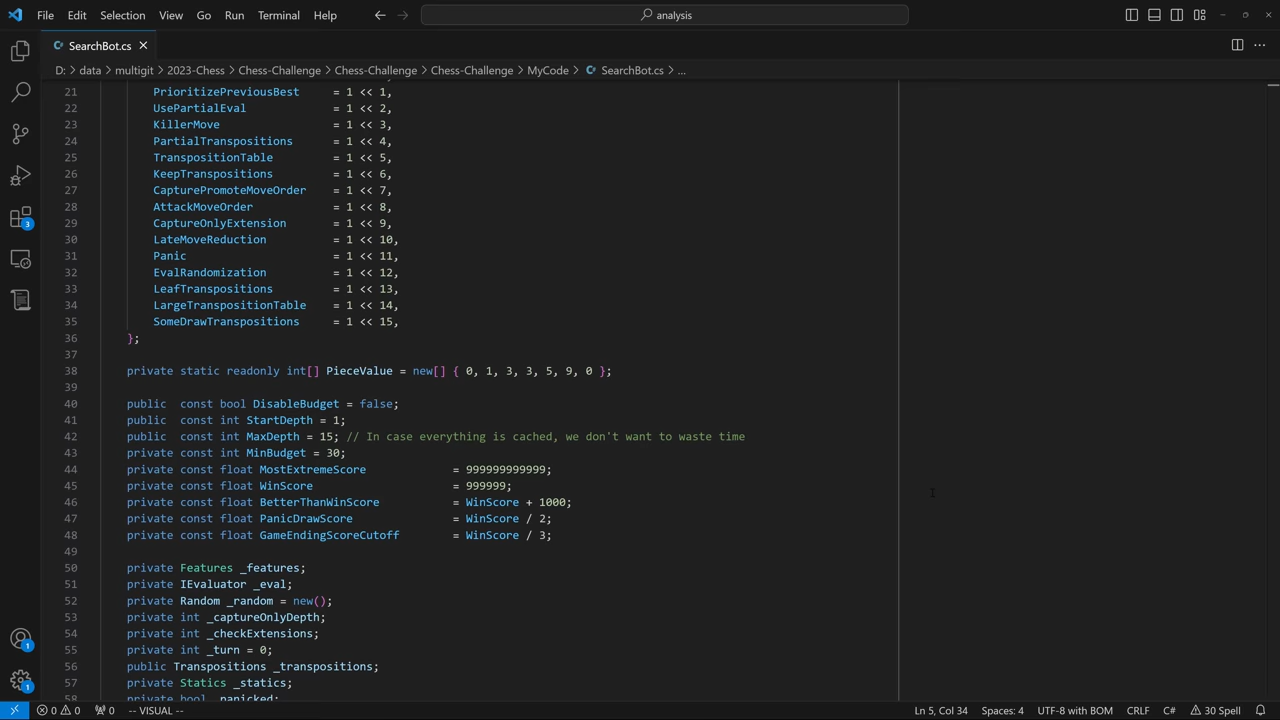 File Edit Selection View Go Run Terminal Help
analysis
SearchBot.cs
D: > data > multigit > 2023-Chess > Chess-Challenge > Chess-Challenge > Chess-Challenge > MyCode > SearchBot.cs > ...
21 PrioritizePreviousBest = 1 << 1,
22 UsePartialEval = 1 << 2,
23 KillerMove = 1 << 3,
24 PartialTranspositions = 1 << 4,
25 TranspositionTable = 1 << 5,
26 KeepTranspositions = 1 << 6,
27 CapturePromoteMoveOrder = 1 << 7,
28 AttackMoveOrder = 1 << 8,
29 CaptureOnlyExtension = 1 << 9,
30 LateMoveReduction = 1 << 10,
31 Panic = 1 << 11,
32 EvalRandomization = 1 << 12,
33 LeafTranspositions = 1 << 13,
34 LargeTranspositionTable = 1 << 14,
35 SomeDrawTranspositions = 1 << 15,
36 };
37
38 private static readonly int[] PieceValue = new[] { 0, 1, 3, 3, 5, 9, 0 };
39
40 public const bool DisableBudget = false;
41 public const int StartDepth = 1;
42 public const int MaxDepth = 15; // In case everything is cached, we don't want to waste time
43 private const int MinBudget = 30;
44 private const float MostExtremeScore = 999999999999;
45 private const float WinScore = 999999;
46 private const float BetterThanWinScore = WinScore + 1000;
47 private const float PanicDrawScore = WinScore / 2;
48 private const float GameEndingScoreCutoff = WinScore / 3;
49
50 private Features _features;
51 private IEvaluator _eval;
52 private Random _random = new();
53 private int _captureOnlyDepth;
54 private int _checkExtensions;
55 private int _turn = 0;
56 public Transpositions _transpositions;
57 private Statics _statics;
58 private bool _panicked;
3
1
1
0 0 0 -- VISUAL -- Ln 5, Col 34 Spaces: 4 UTF-8 with BOM CRLF C# 30 Spell